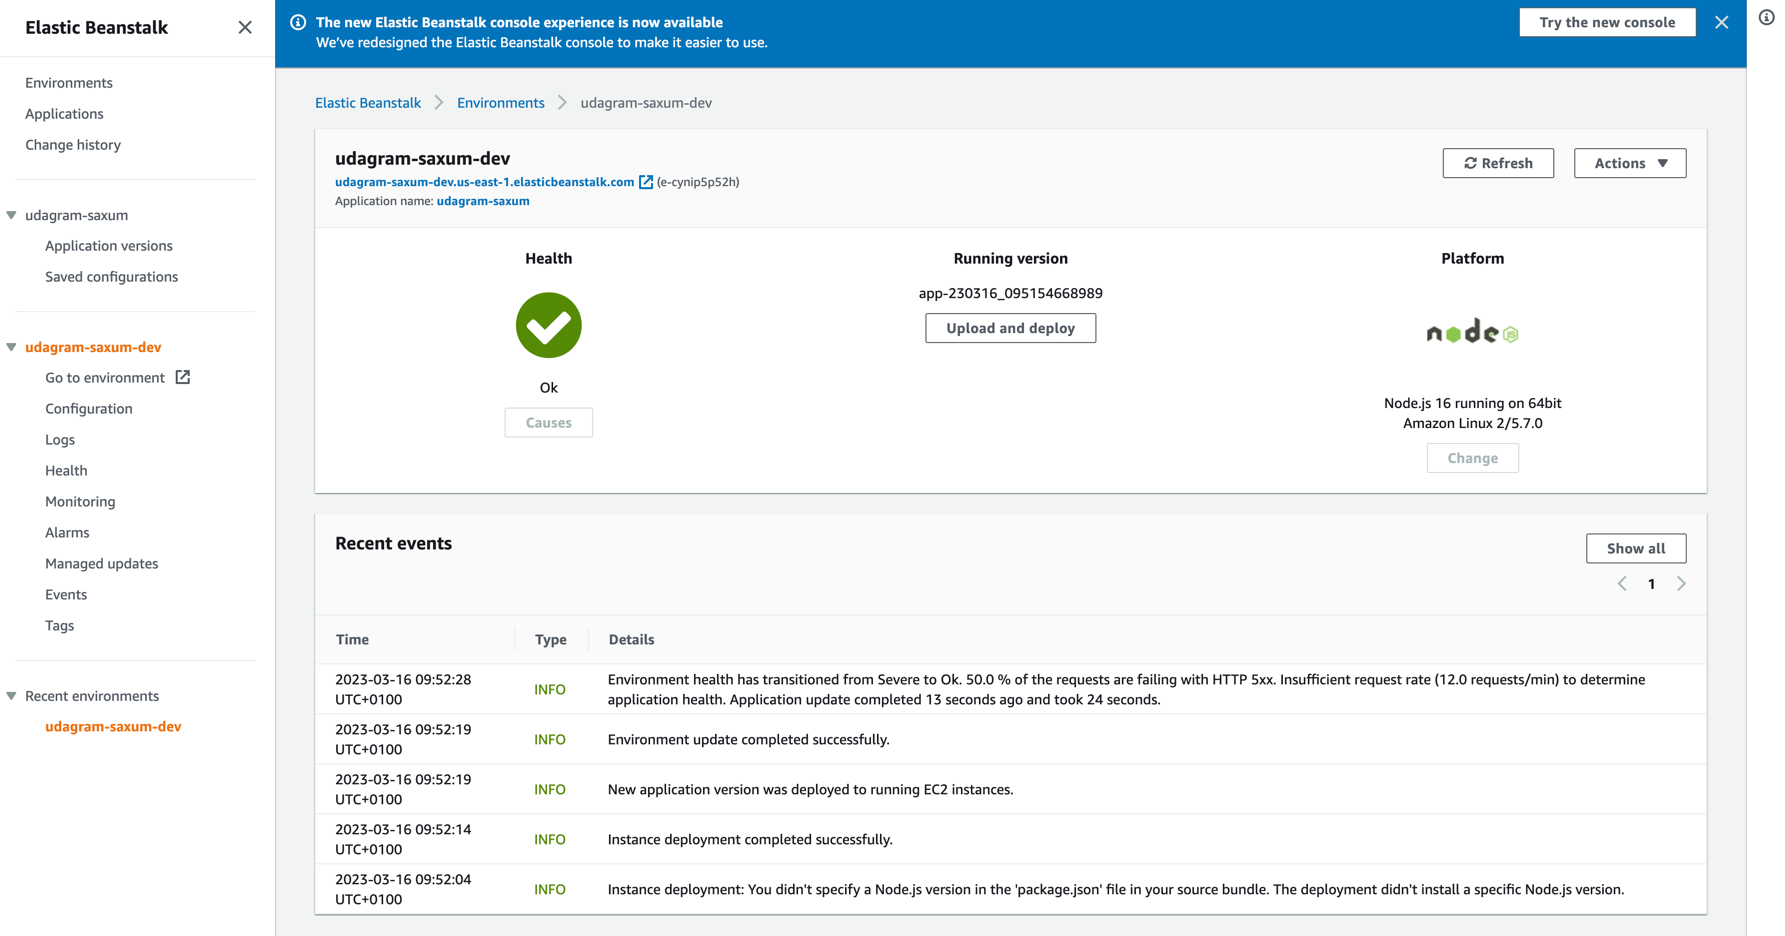 Elastic Beanstalk
Environments
Applications
Change history
udagram-saxum
Application versions
Saved configurations
udagram-saxum-dev
Go to environment
Configuration
Logs
Health
Monitoring
Alarms
Managed updates
Events
Tags
Recent environments
udagram-saxum-dev
The new Elastic Beanstalk console experience is now available
We've redesigned the Elastic Beanstalk console to make it easier to use.
Try the new console
Elastic Beanstalk > Environments > udagram-saxum-dev
udagram-saxum-dev
udagram-saxum-dev.us-east-1.elasticbeanstalk.com (e-cynip5p52h)
Application name: udagram-saxum
Refresh
Actions
Health
Ok
Causes
Running version
app-230316_095154668989
Upload and deploy
Platform
node JS
Node.js 16 running on 64bit
Amazon Linux 2/5.7.0
Change
Recent events
Show all
1
Time Type Details
2023-03-16 09:52:28
UTC+0100
INFO
Environment health has transitioned from Severe to Ok. 50.0 % of the requests are failing with HTTP 5xx. Insufficient request rate (12.0 requests/min) to determine
application health. Application update completed 13 seconds ago and took 24 seconds.
2023-03-16 09:52:19
UTC+0100
INFO
Environment update completed successfully.
2023-03-16 09:52:19
UTC+0100
INFO
New application version was deployed to running EC2 instances.
2023-03-16 09:52:14
UTC+0100
INFO
Instance deployment completed successfully.
2023-03-16 09:52:04
UTC+0100
INFO
Instance deployment: You didn't specify a Node.js version in the 'package.json' file in your source bundle. The deployment didn't install a specific Node.js version.